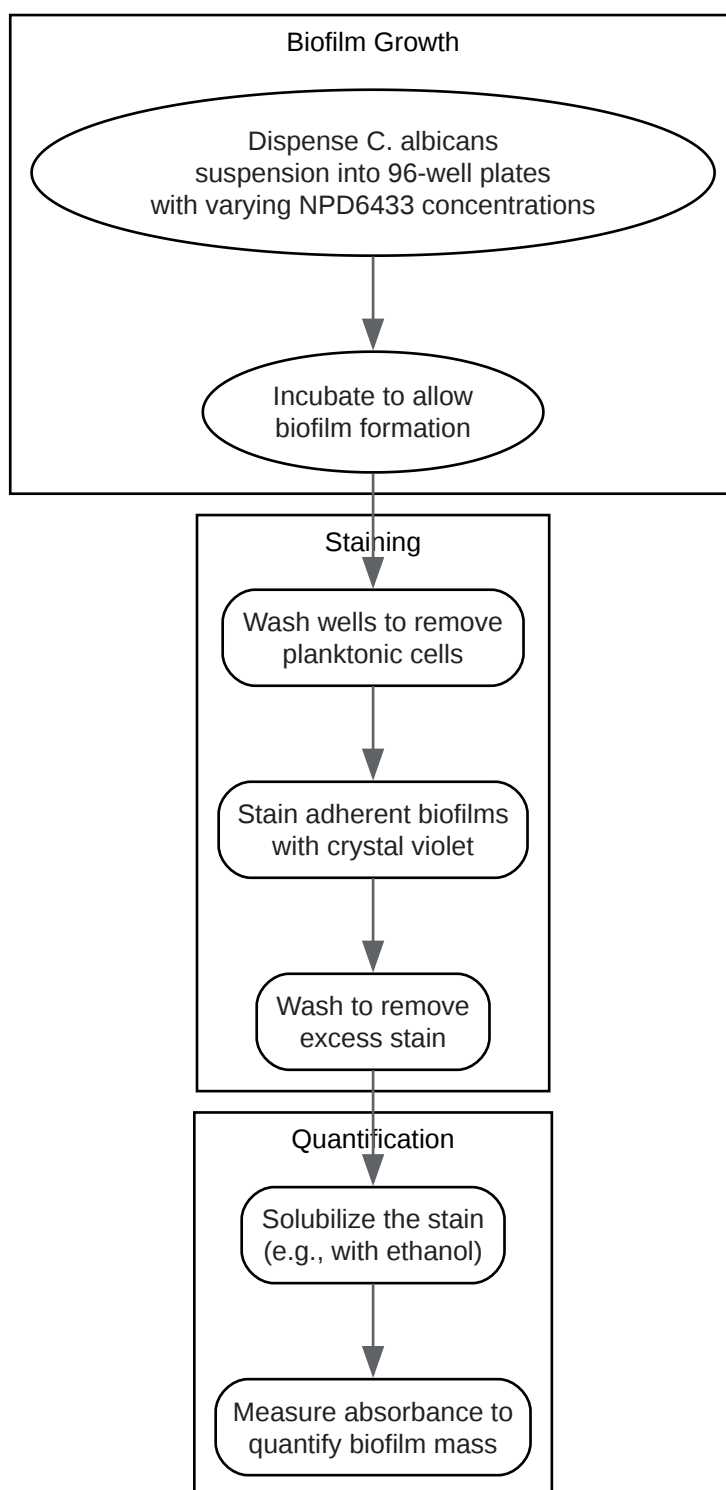 Biofilm Growth
Dispense C. albicans
suspension into 96-well plates
with varying NPD6433 concentrations
Incubate to allow
biofilm formation
Staining
Wash wells to remove
planktonic cells
Stain adherent biofilms
with crystal violet
Wash to remove
excess stain
Quantification
Solubilize the stain
(e.g., with ethanol)
Measure absorbance to
quantify biofilm mass